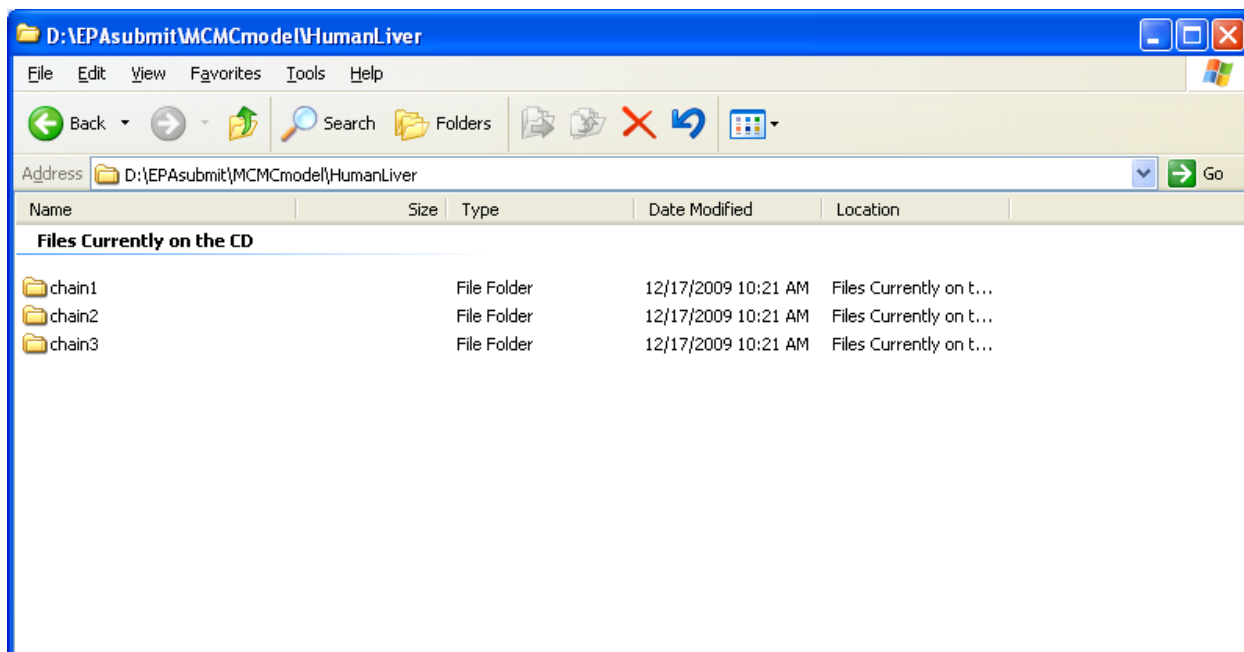 D:\EPAsubmit\MCMCmodel\HumanLiver
File Edit View Favorites Tools Help
Back Search Folders
Address D:\EPAsubmit\MCMCmodel\HumanLiver Go
Name Size Type Date Modified Location
Files Currently on the CD
chain1 File Folder 12/17/2009 10:21 AM Files Currently on t...
chain2 File Folder 12/17/2009 10:21 AM Files Currently on t...
chain3 File Folder 12/17/2009 10:21 AM Files Currently on t...